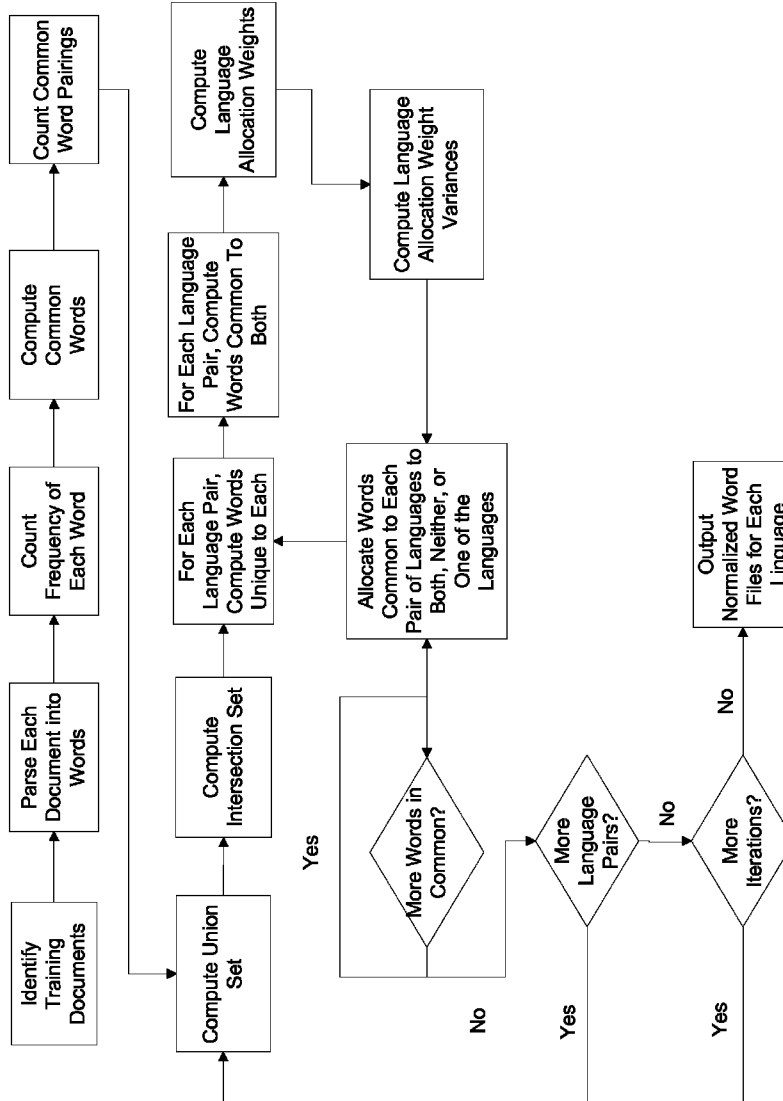 Identify
Training
Documents
Parse Each
Document into
Words
Count
Frequency of
Each Word
Compute
Common
Words
Count Common
Word Pairings
Compute Union
Set
Compute
Intersection Set
For Each
Language Pair,
Compute Words
Unique to Each
For Each Language
Pair, Compute
Words Common To
Both
Compute
Language
Allocation Weights
Compute Language
Allocation Weight
Variances
Allocate Words
Common to Each
Pair of Languages to
Both, Neither, or
One of the
Languages
Yes
More Words in
Common?
No
More
Language
Pairs?
Yes
No
More
Iterations?
Yes
No
Output
Normalized Word
Files for Each